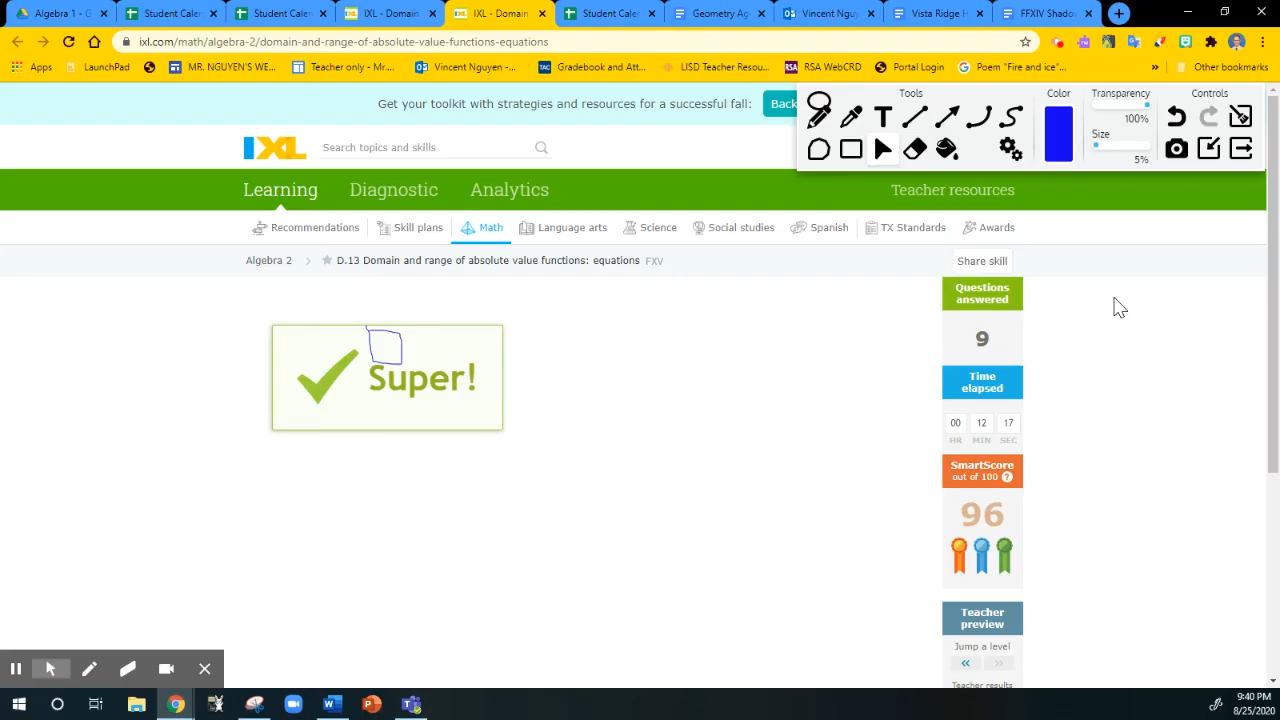 Algebra 1 - G
Student Caler
Student Caler
IXL - Domain
IXL - Domain
Student Caler
Geometry Ag
Vincent Nguy
Vista Ridge H
FFXIV Shado
ixl.com/math/algebra-2/domain-and-range-of-absolute-value-functions-equations
Apps
LaunchPad
MR. NGUYEN'S WE...
Teacher only - Mr....
Vincent Nguyen -...
Gradebook and Att...
LISD Teacher Resou...
RSA WebCRD
Portal Login
Poem "Fire and ice"...
»
Other bookmarks
Get your toolkit with strategies and resources for a successful fall:
Back
Tools
Color
Transparency
Controls
100%
Size
5%
IXL
Search topics and skills
Learning
Diagnostic
Analytics
Teacher resources
Recommendations
Skill plans
Math
Language arts
Science
Social studies
Spanish
TX Standards
Awards
Algebra 2
D.13 Domain and range of absolute value functions: equations FXV
Share skill
Super!
Questions
answered
9
Time
elapsed
00 12 17
HR MIN SEC
SmartScore
out of 100 ?
96
Teacher
preview
Jump a level
« »
Teacher results
9:40 PM
8/25/2020